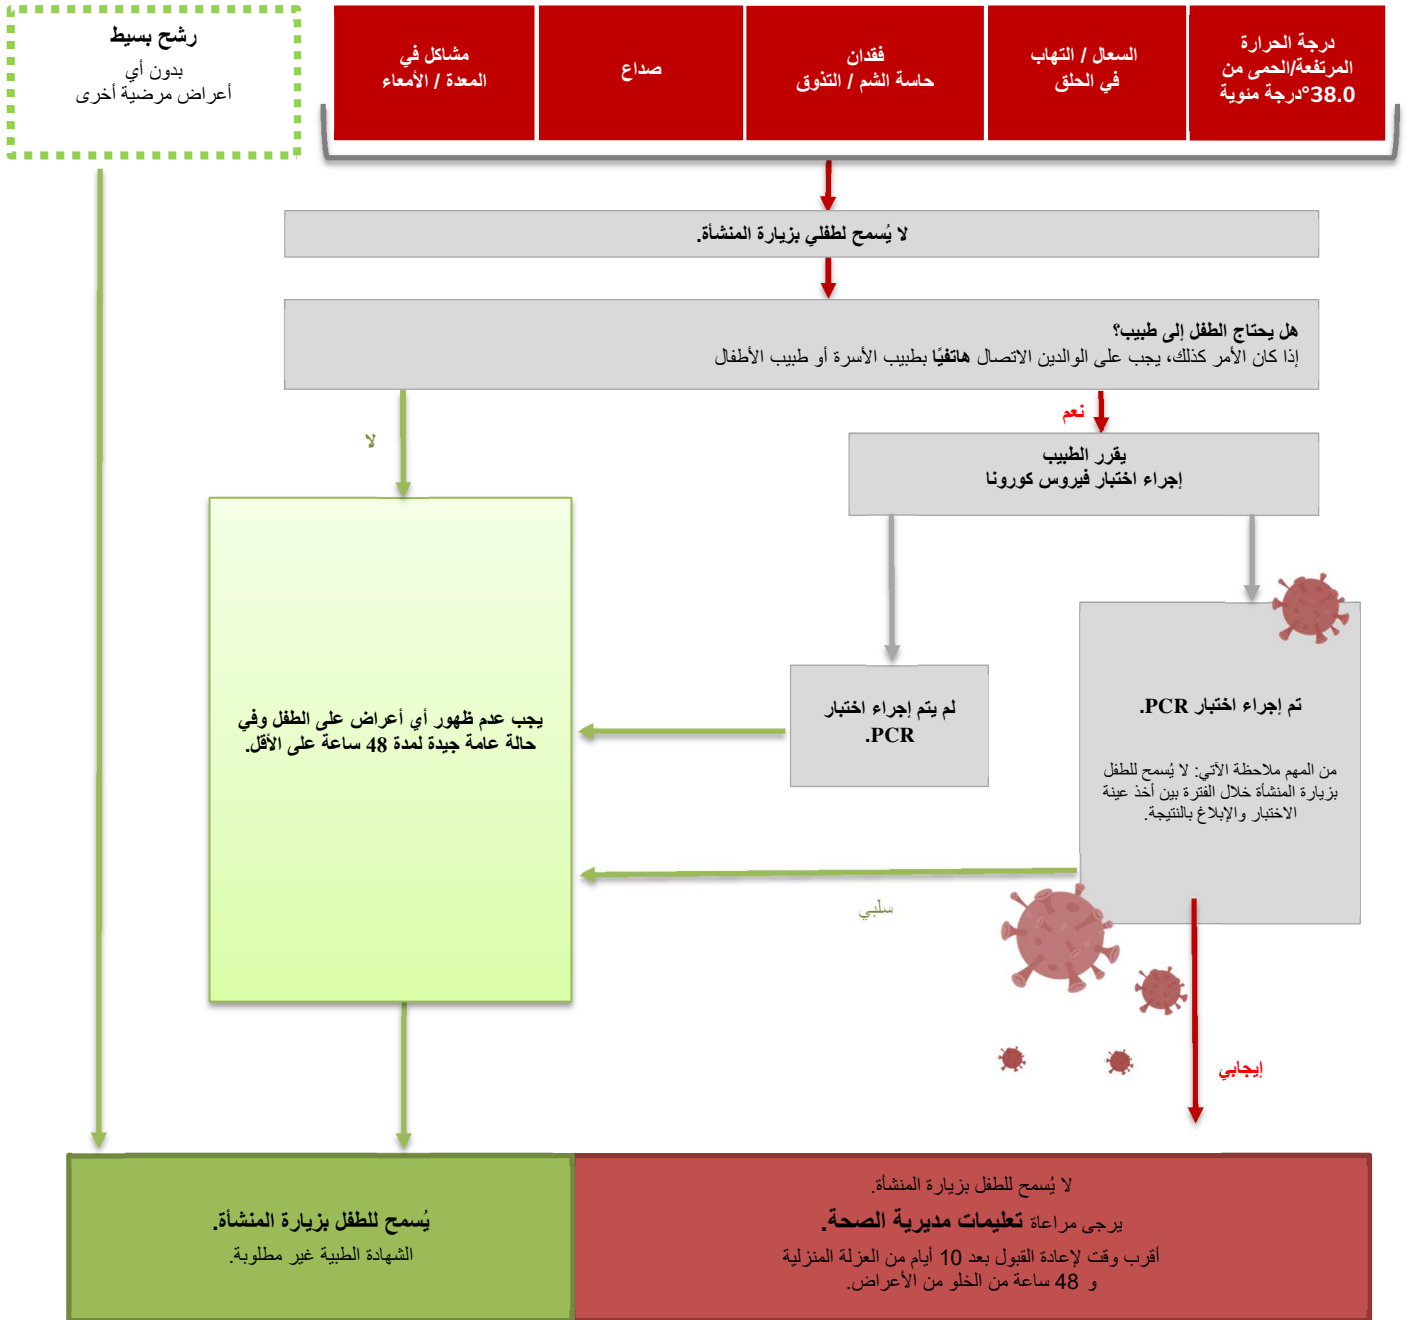 درجة الحرارة
المرتفعة/الحمى من
38.0°درجة مئوية
السعال / التهاب
في الحلق
فقدان
حاسة الشم / التذوق
صداع
مشاكل في
المعدة / الأمعاء
رشح بسيط
بدون أي
أعراض مرضية أخرى
لا يُسمح لطفلي بزيارة المنشأة.
هل يحتاج الطفل إلى طبيب؟
إذا كان الأمر كذلك، يجب على الوالدين الاتصال هاتفيًا بطبيب الأسرة أو طبيب الأطفال
نعم
لا
يقرر الطبيب
إجراء اختبار فيروس كورونا
تم إجراء اختبار PCR.
من المهم ملاحظة الآتي: لا يُسمح للطفل
بزيارة المنشأة خلال الفترة بين أخذ عينة
الاختبار والإبلاغ بالنتيجة.
لم يتم إجراء اختبار
PCR.
يجب عدم ظهور أي أعراض على الطفل وفي
حالة عامة جيدة لمدة 48 ساعة على الأقل.
سلبي
إيجابي
لا يُسمح للطفل بزيارة المنشأة.
يرجى مراعاة تعليمات مديرية الصحة.
أقرب وقت لإعادة القبول بعد 10 أيام من العزلة المنزلية
و 48 ساعة من الخلو من الأعراض.
يُسمح للطفل بزيارة المنشأة.
الشهادة الطبية غير مطلوبة.